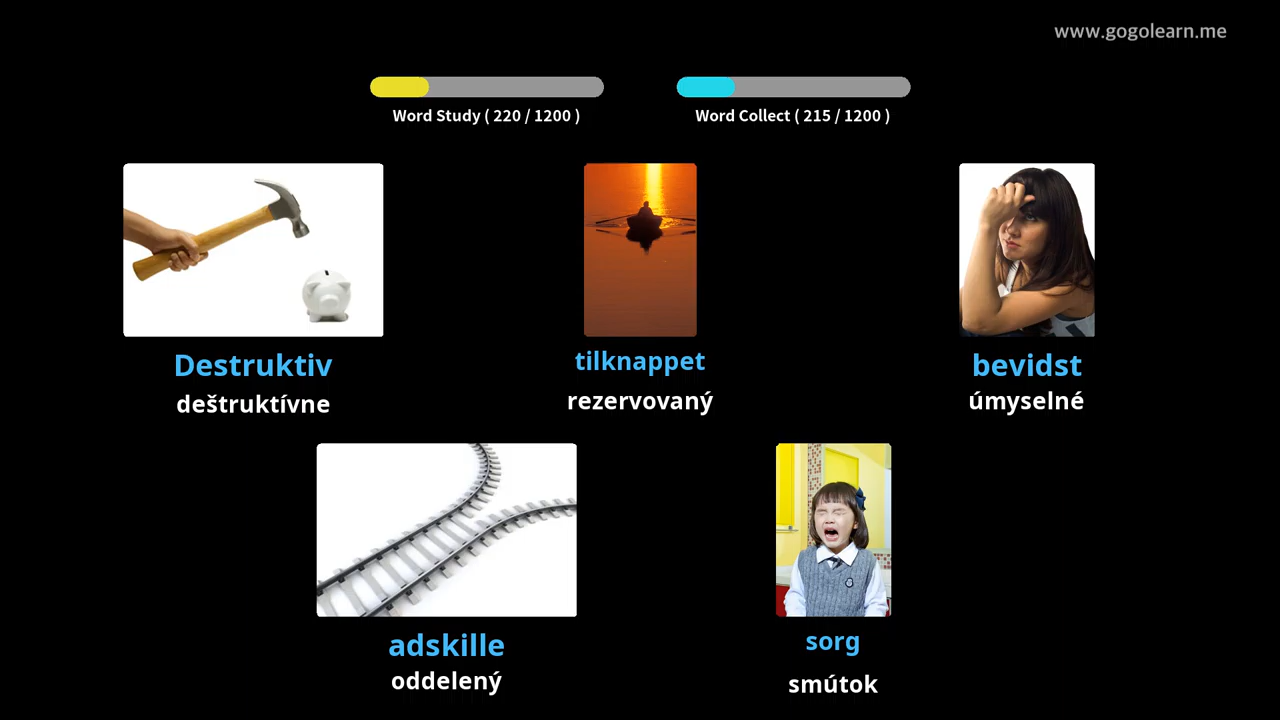 www.gogolearn.me
Word Study ( 220 / 1200 )
Word Collect ( 215 / 1200 )
Destruktiv
deštruktívne
tilknappet
rezervovaný
bevidst
úmyselné
adskille
oddelený
sorg
smútok